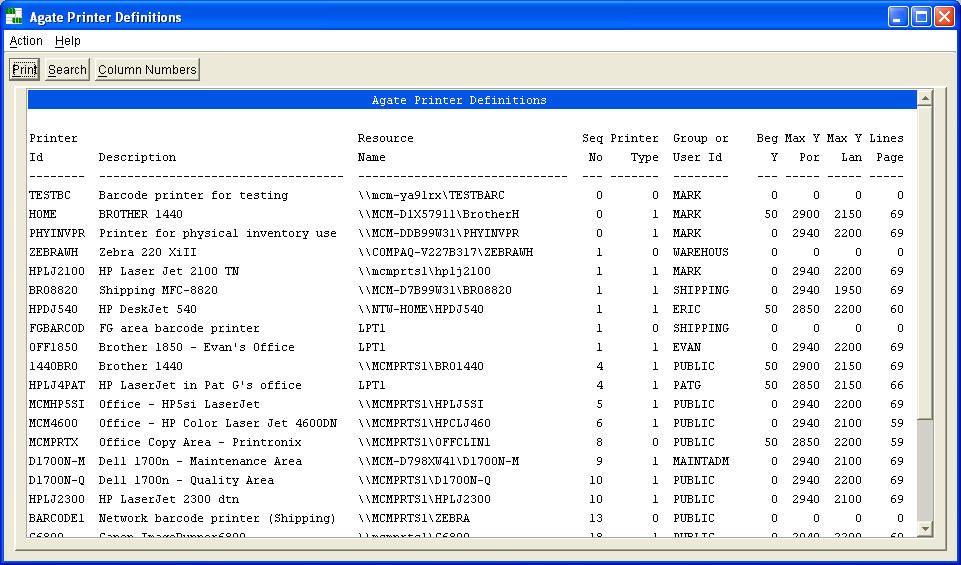 Agate Printer Definitions
Action Help
Print Search Column Numbers
Agate Printer Definitions
Printer Resource Seq Printer Group or Beg Max Y Max Y Lines
Id Description Name No Type User Id Y Por Lan Page
-------- ----------------------------------- ---------------------------------- --- ------- -------- --- ----- ----- -----
TESTBC Barcode printer for testing \\mcm-ya9lrx\TESTBARC 0 0 MARK 0 0 0 0
HOME BROTHER 1440 \\MCM-D1X57911\BrotherH 0 1 MARK 50 2900 2150 69
PHYINVPR Printer for physical inventory use \\MCM-DDB99W31\PHYINVPR 0 1 MARK 0 2940 2200 69
ZEBRAWH Zebra 220 XiII \\COMPAQ-V227B317\ZEBRAWH 1 0 WAREHOUS 0 0 0 0
HPLJ2100 HP Laser Jet 2100 TN \\mcmprts1\hplj2100 1 1 MARK 0 2940 2200 69
BRO8820 Shipping MFC-8820 \\MCM-D7B99W31\BRO8820 1 1 SHIPPING 0 2940 1950 69
HPDJ540 HP DeskJet 540 \\NTW-HOME\HPDJ540 1 1 ERIC 50 2850 2200 60
FGBARCOD FG area barcode printer LPT1 1 0 SHIPPING 0 0 0 0
OFF1850 Brother 1850 - Evan's Office LPT1 1 1 EVAN 0 2940 2200 69
1440BRO Brother 1440 \\MCMPRTS1\BRO1440 4 1 PUBLIC 50 2900 2150 69
HPLJ4PAT HP LaserJet in Pat G's office LPT1 4 1 PATG 50 2850 2150 66
MCMHP5SI Office - HP5si LaserJet \\MCMPRTS1\HPLJ5SI 5 1 PUBLIC 0 2940 2200 69
MCM4600 Office - HP Color Laser Jet 4600DN \\MCMPRTS1\HPCLJ460 6 1 PUBLIC 0 2940 2100 59
MCMPRTX Office Copy Area - Printronix \\MCMPRTS1\OFFCLIN1 8 0 PUBLIC 50 2850 2200 59
D1700N-M Dell 1700n - Maintenance Area \\MCM-D798XW41\D1700N-M 9 1 MAINTADM 0 2940 2100 69
D1700N-Q Dell 1700n - Quality Area \\MCMPRTS1\D1700N-Q 10 1 PUBLIC 0 2940 2200 69
HPLJ2300 HP LaserJet 2300 dtn \\MCMPRTS1\HPLJ2300 10 1 PUBLIC 0 2940 2100 69
BARCODE1 Network barcode printer (Shipping) \\MCMPRTS1\ZEBRA 13 0 PUBLIC 0 0 0 0
C6800 Canon ImageRunner6800 \\mcmprts1\C6800 18 1 PUBLIC 0 2940 2200 60